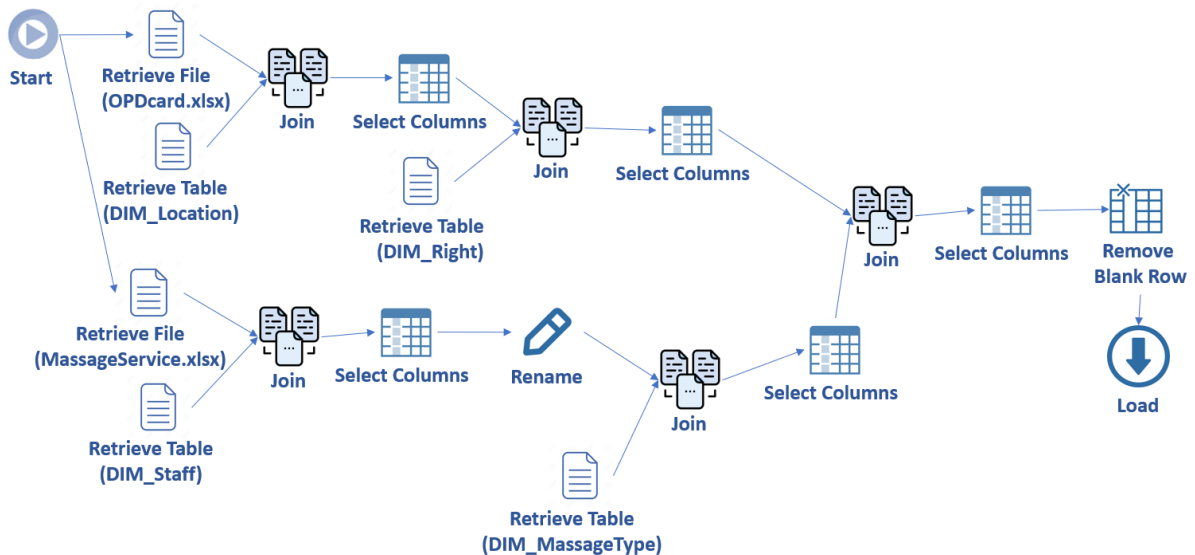 Start
Retrieve File
(OPDcard.xlsx)
Join
Select Columns
Retrieve Table
(DIM_Location)
Join
Select Columns
Retrieve Table
(DIM_Right)
Join
Select Columns
Remove
Blank Row
Retrieve File
(MassageService.xlsx)
Join
Select Columns
Rename
Join
Select Columns
Load
Retrieve Table
(DIM_Staff)
Retrieve Table
(DIM_MassageType)